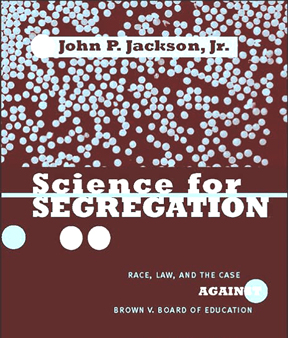 John P. Jackson, Jr.
Science for
SEGREGATION
RACE, LAW, AND THE CASE
AGAINST
BROWN V. BOARD OF EDUCATION